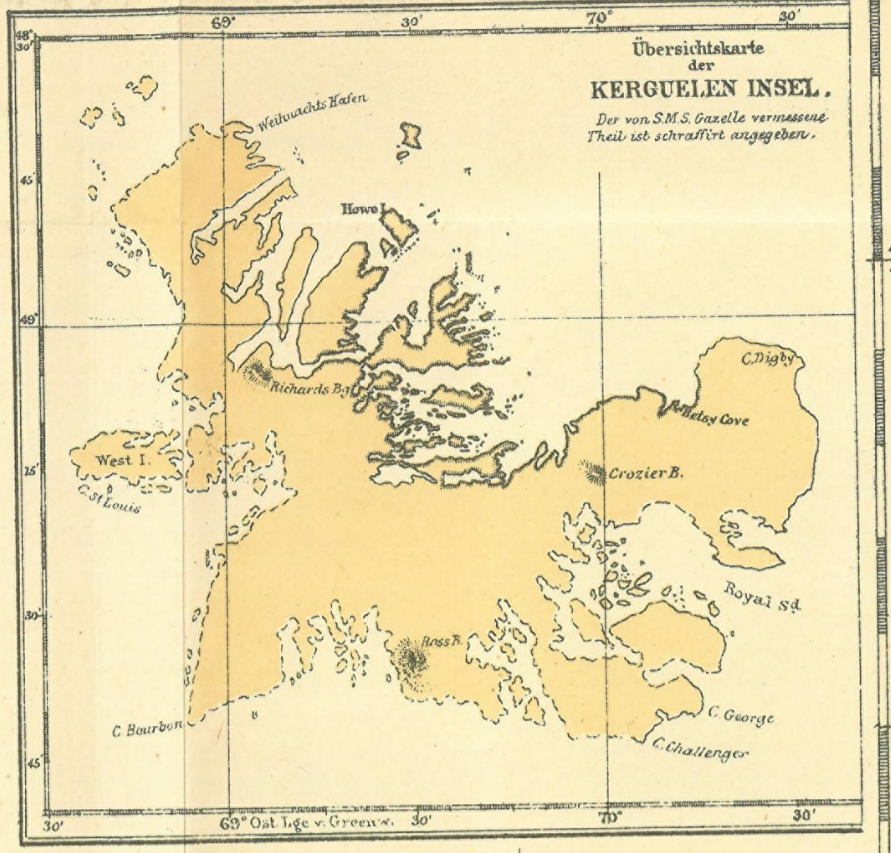 69°
30'
70°
30'
48°
30'
Übersichtskarte
der
KERGUELEN INSEL.
Der von S.M.S. Gazelle vermessene
Theil ist schraffirt angegeben.
Weihnachts Hafen
45'
Howe I.
49°
C. Digby
Richards Bg.
Betsy Cove
West I.
15'
Crozier B.
C. St Louis
Royal Sd.
30'
Ross B.
C. Bourbon
C. George
C. Challenger
45'
30'
69° Ost. Lge v. Greenw.
30'
70°
30'